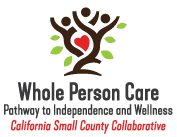 Whole Person Care
Pathway to Independence and Wellness
California Small County Collaborative